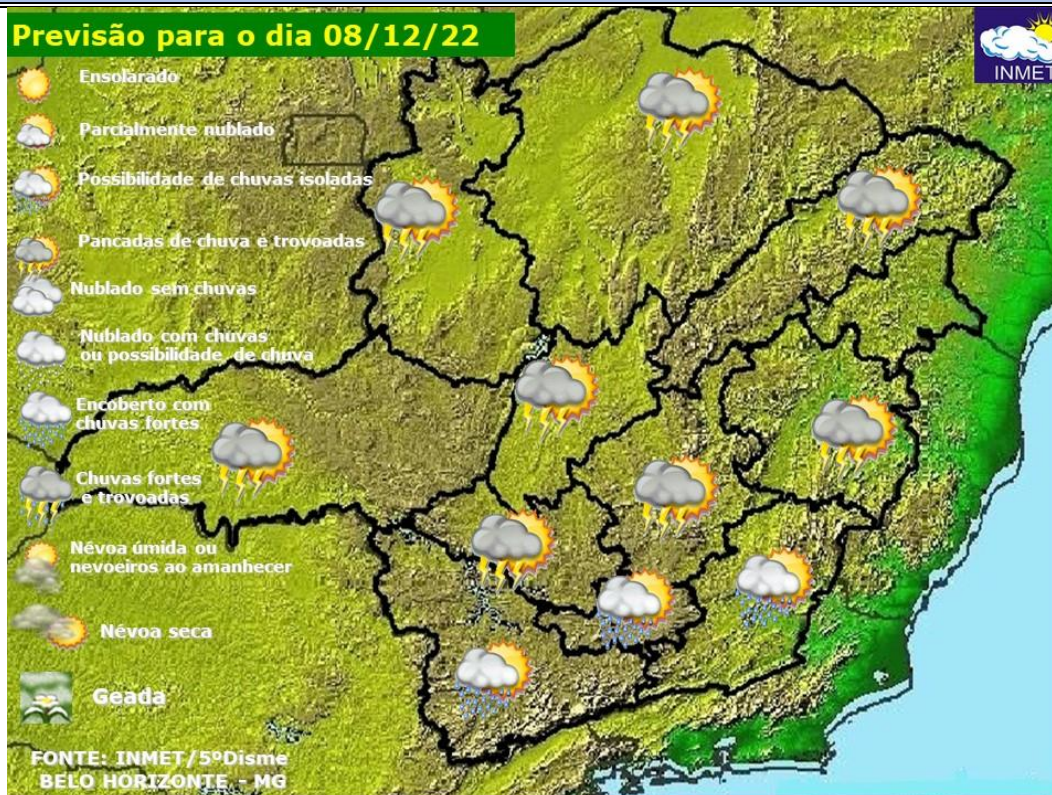 Previsão para o dia 08/12/22
INMET
Ensolarado
Parcialmente nublado
Possibilidade de chuvas isoladas
Pancadas de chuva e trovoadas
Nublado sem chuvas
Nublado com chuvas
ou possibilidade de chuva
Encoberto com
chuvas fortes
Chuvas fortes
e trovoadas
Névoa úmida ou
nevoeiros ao amanhecer
Névoa seca
Geada
FONTE: INMET/5ºDisme
BELO HORIZONTE - MG